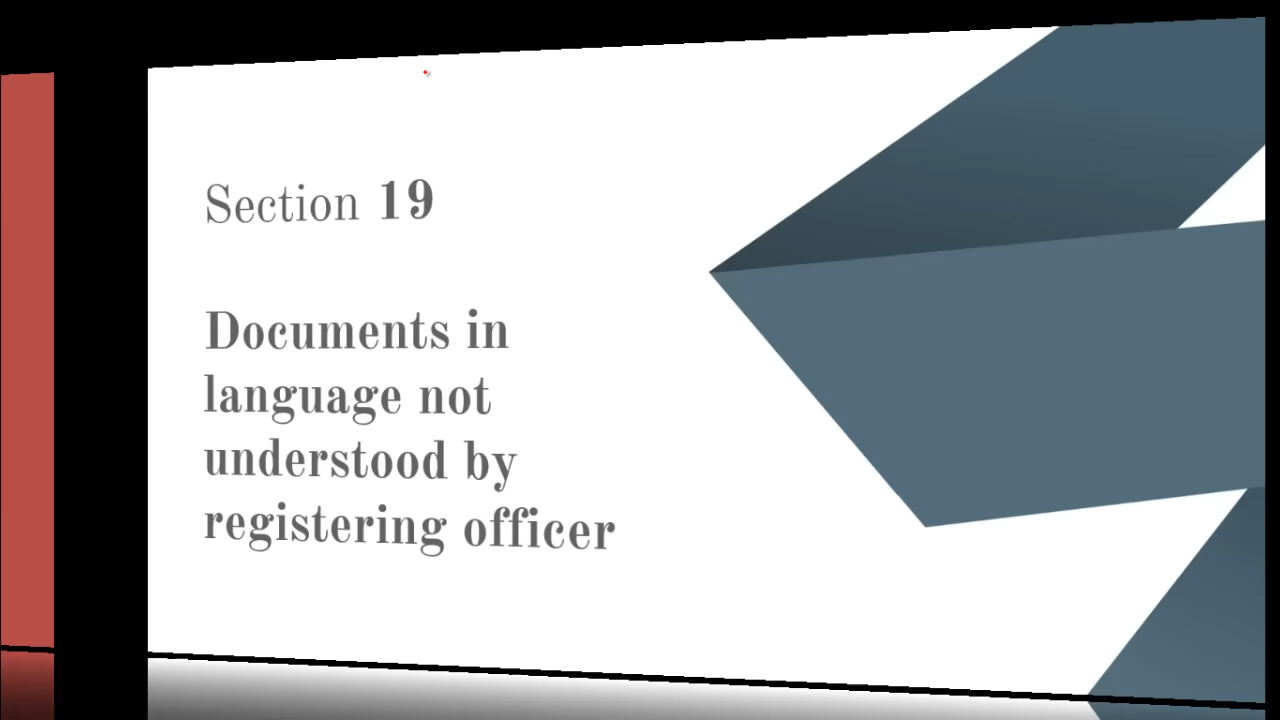 Section 19
Documents in
language not
understood by
registering officer